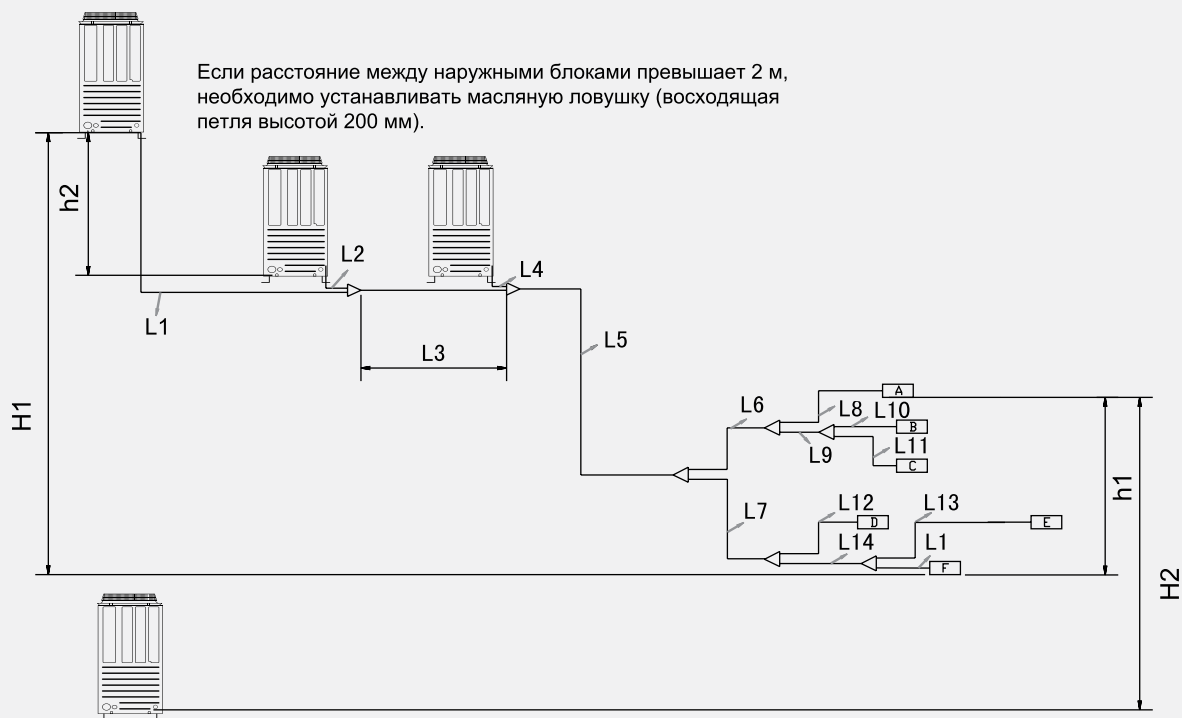 Если расстояние между наружными блоками превышает 2 м,
необходимо устанавливать масляную ловушку (восходящая
петля высотой 200 мм).
h2
L2
L4
L1
L3
L5
H1
A
L6
L8
L10
B
L9
L11
C
h1
L7
L12
D
L13
E
L14
L1
F
H2